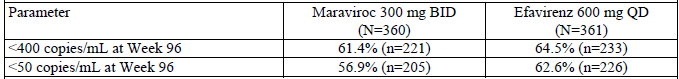 Parameter Maraviroc 300 mg BID Efavirenz 600 mg QD
(N=360) (N=361)
<400 copies/mL at Week 96 61.4% (n=221) 64.5% (n=233)
<50 copies/mL at Week 96 56.9% (n=205) 62.6% (n=226)